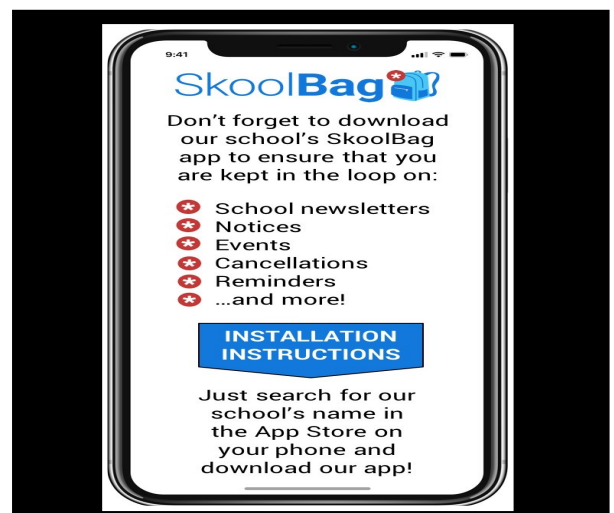 9:41
SkoolBag
Don't forget to download
our school's SkoolBag
app to ensure that you
are kept in the loop on:
School newsletters
Notices
Events
Cancellations
Reminders
...and more!
INSTALLATION
INSTRUCTIONS
Just search for our
school's name in
the App Store on
your phone and
download our app!